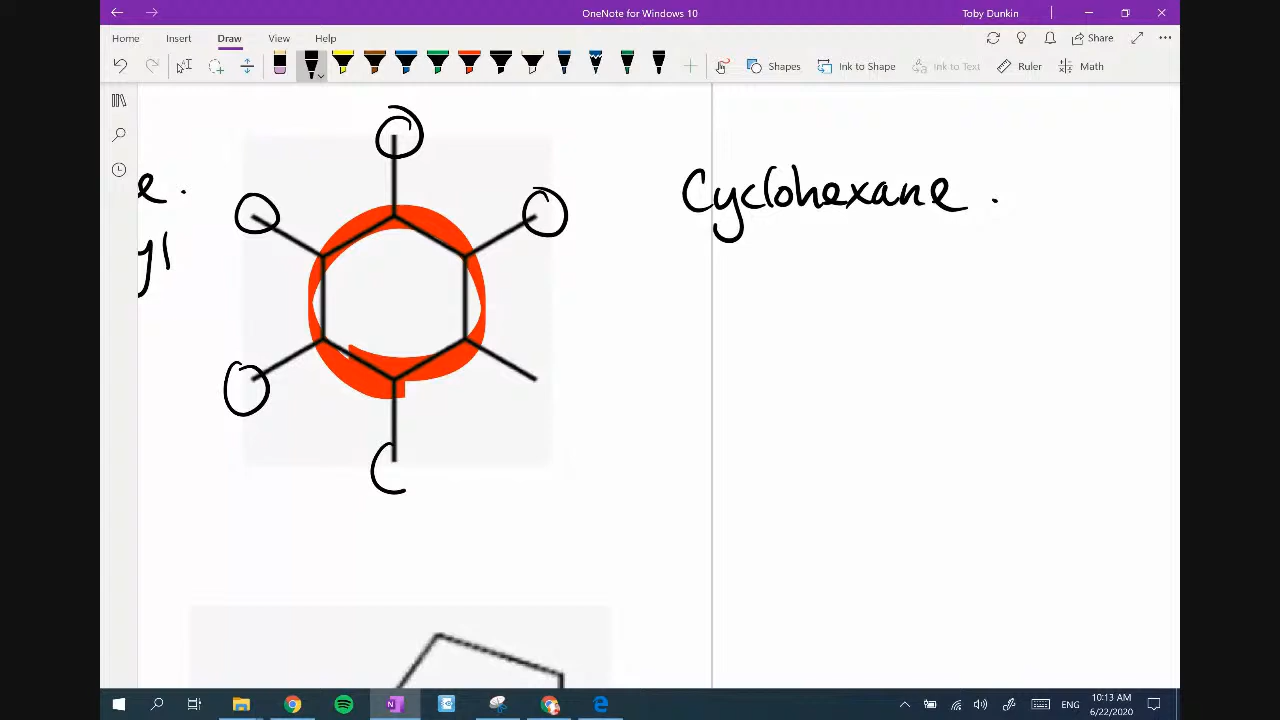 OneNote for Windows 10
Toby Dunkin
Home Insert Draw View Help
Share
Shapes Ink to Shape Ink to Text Ruler Math
e.
yl
Cyclohexane.
C
10:13 AM
ENG
6/22/2020